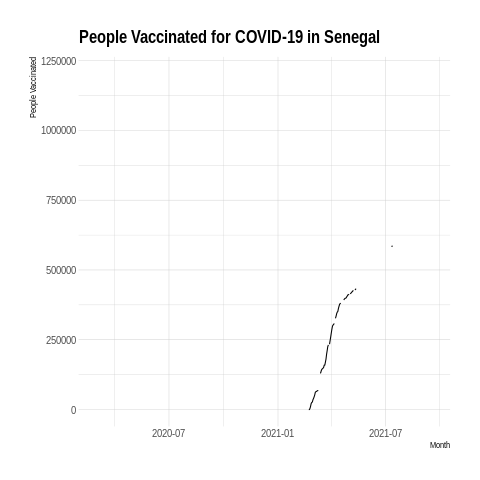 People Vaccinated for COVID-19 in Senegal
People Vaccinated
1250000
1000000
750000
500000
250000
0
2020-07 2021-01 2021-07
Month